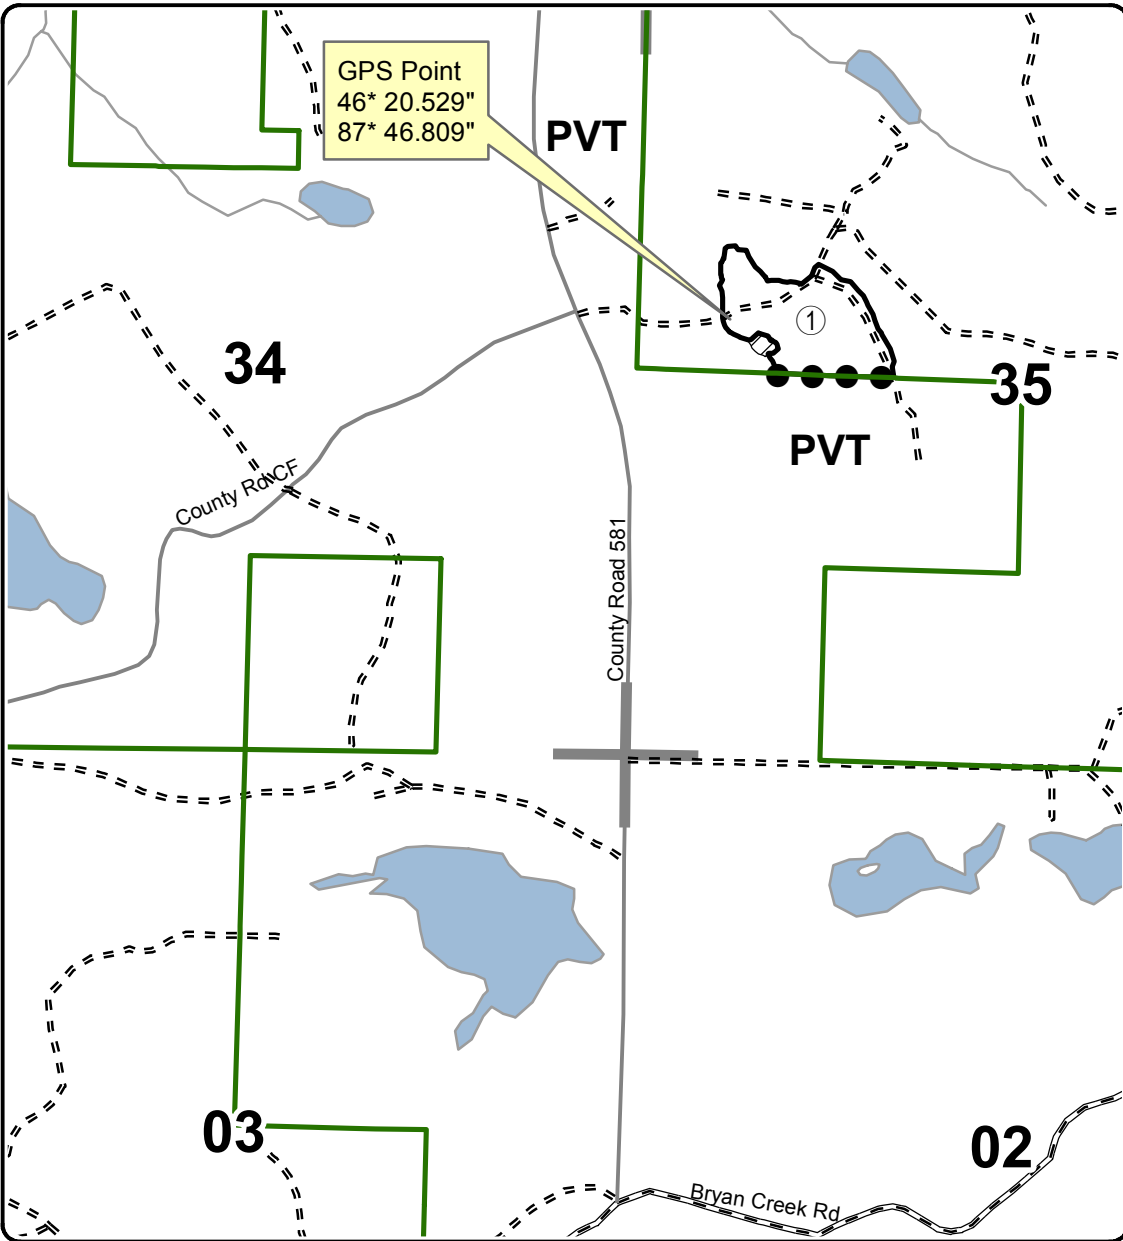 GPS Point
46* 20.529"
87* 46.809"
PVT
1
34
35
PVT
County Rd CF
County Road 581
03
02
Bryan Creek Rd